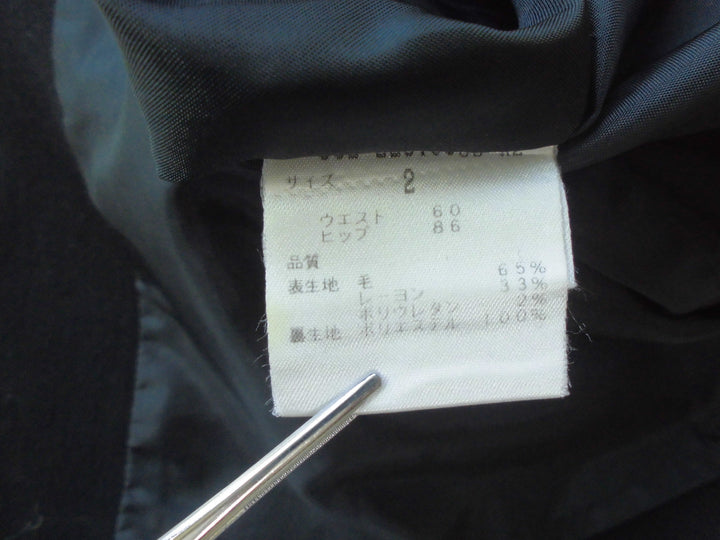 サイズ 2
ウエスト 60
ヒップ 86
品質
表生地 毛 65%
レーヨン 33%
ポリウレタン 2%
裏生地 ポリエステル 100%